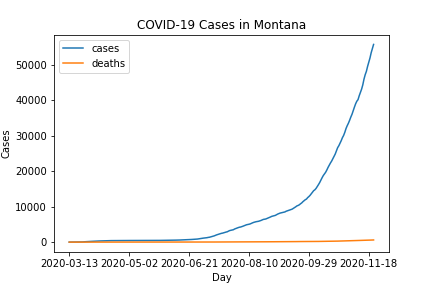 COVID-19 Cases in Montana
cases
deaths
50000
40000
30000
20000
10000
0
Cases
2020-03-13 2020-05-02 2020-06-21 2020-08-10 2020-09-29 2020-11-18
Day